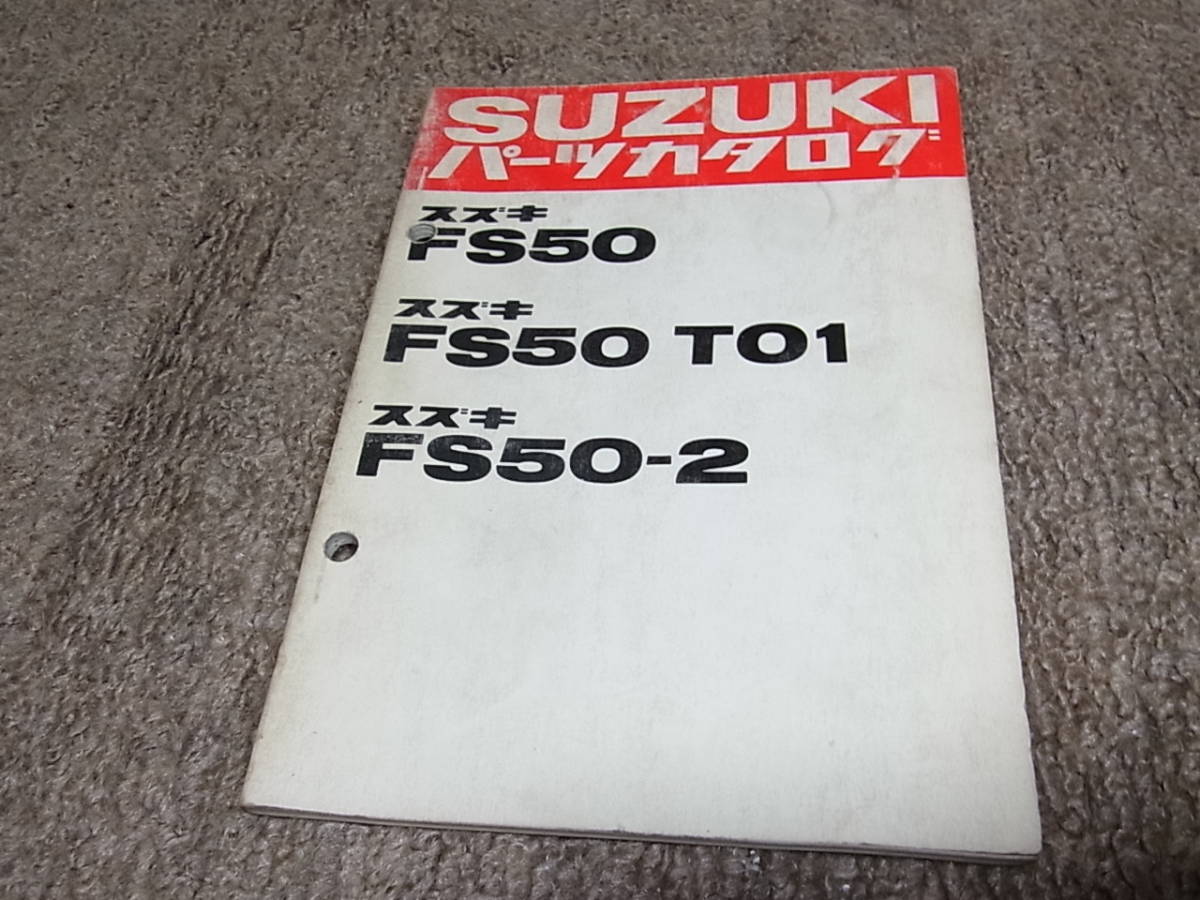 SUZUKI
パーツカタログ
スズキ
FS50
スズキ
FS50 T01
スズキ
FS50-2